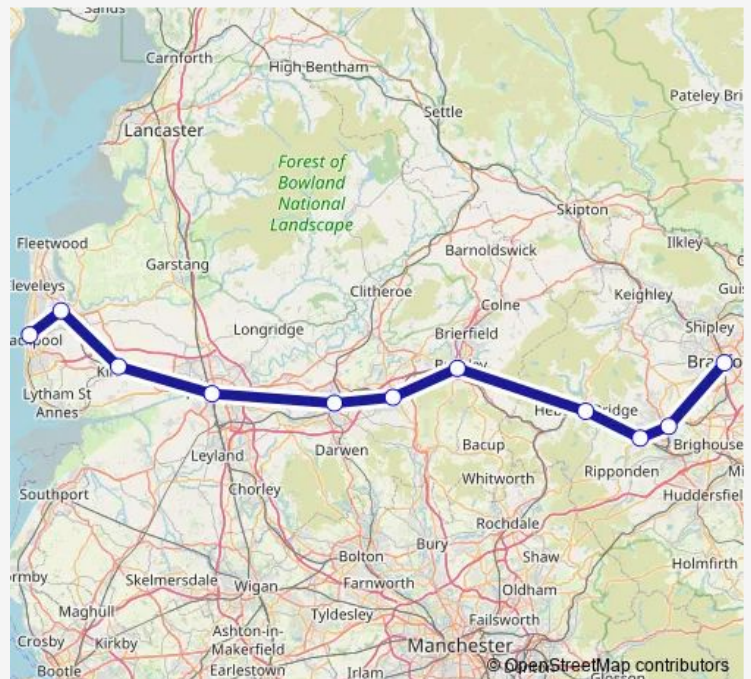 Sands
Carnforth
High Bentham
Settle
Pateley Bri
Lancaster
Forest of
Bowland
National
Landscape
Skipton
Fleetwood
Ilkley
Garstang
Barnoldswick
Cleveleys
Clitheroe
Keighley
Guis
Colne
Longridge
Brierfield
Shipley
Lytham St
Annes
Leyland
Darwen
Bacup
Brighouse
Ripponden
Whitworth
Southport
Chorley
Huddersfiel
Rochdale
Bolton
Bury
Shaw
Holmfirth
rmby
Skelmersdale
Wigan
Farnworth
Oldham
Maghull
Tyldesley
Failsworth
Crosby
Kirkby
Ashton-in-
Makerfield
Manchester
Bootle
Earlestown
Irlam
© OpenStreetMap contributors